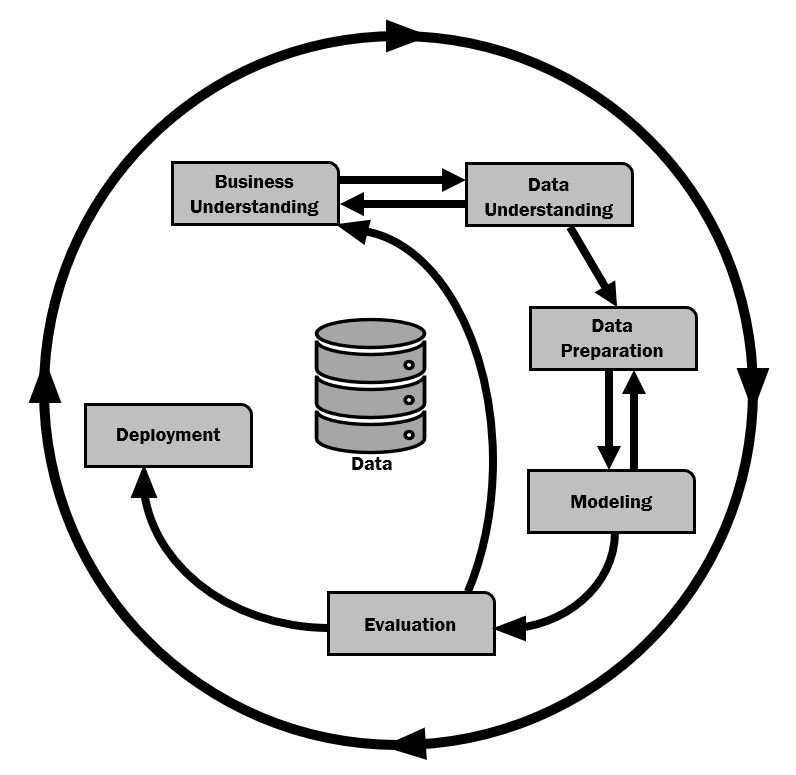 Business
Understanding
Data
Understanding
Data
Preparation
Deployment
Data
Modeling
Evaluation